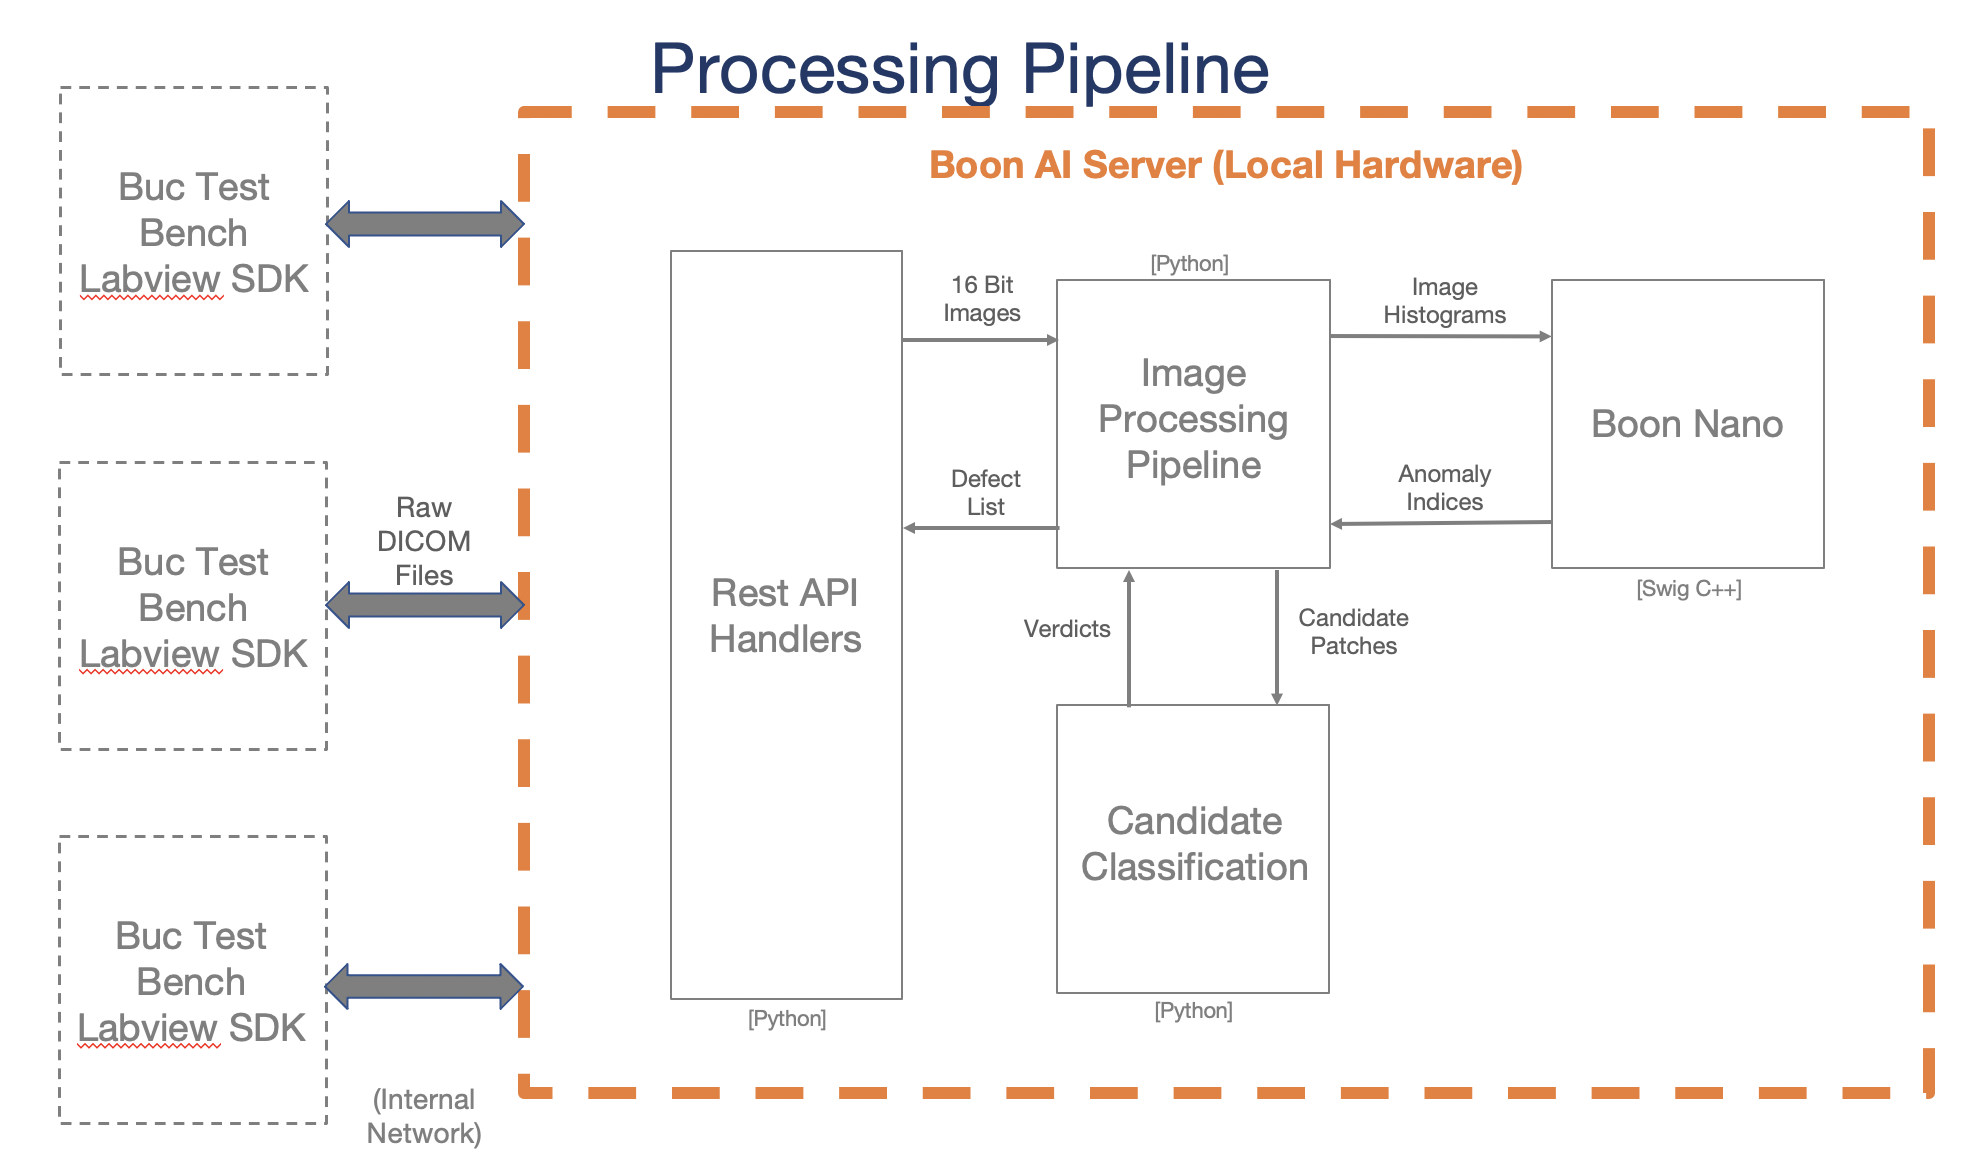 Processing Pipeline
Buc Test
Bench
Labview SDK
Buc Test
Bench
Labview SDK
Buc Test
Bench
Labview SDK
Raw
DICOM
Files
(Internal
Network)
Boon AI Server (Local Hardware)
Rest API
Handlers
[Python]
16 Bit
Images
Defect
List
[Python]
Image
Processing
Pipeline
Image
Histograms
Anomaly
Indices
Boon Nano
[Swig C++]
Verdicts
Candidate
Patches
Candidate
Classification
[Python]